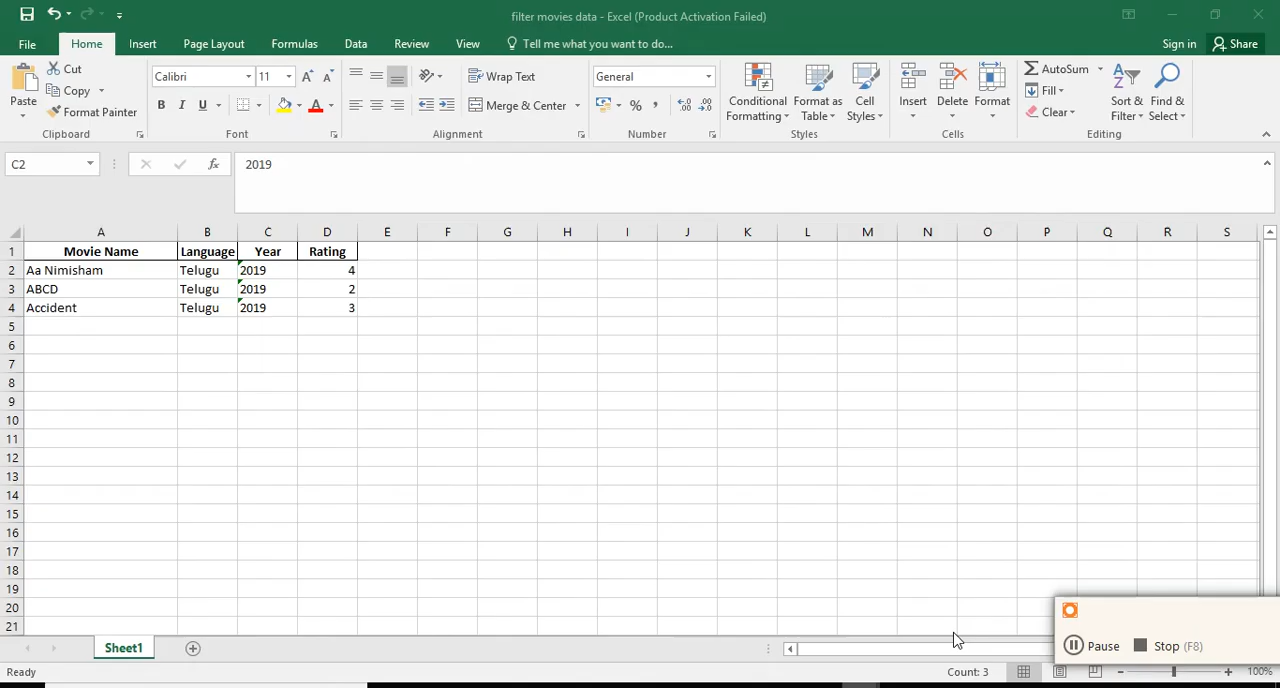 filter movies data - Excel (Product Activation Failed)
File Home Insert Page Layout Formulas Data Review View Tell me what you want to do... Sign in Share
Paste Cut Copy Format Painter Clipboard
Calibri 11 A A B I U A Font
Wrap Text Merge & Center Alignment
General % , Number
Conditional Formatting Format as Table Cell Styles Styles
Insert Delete Format Cells
AutoSum Fill Clear Sort & Filter Find & Select Editing
C2 fx 2019
A B C D E F G H I J K L M N O P Q R S
1 Movie Name Language Year Rating
2 Aa Nimisham Telugu 2019 4
3 ABCD Telugu 2019 2
4 Accident Telugu 2019 3
5
6
7
8
9
10
11
12
13
14
15
16
17
18
19
20
21
Pause Stop (F8)
Sheet1
Ready Count: 3 100%